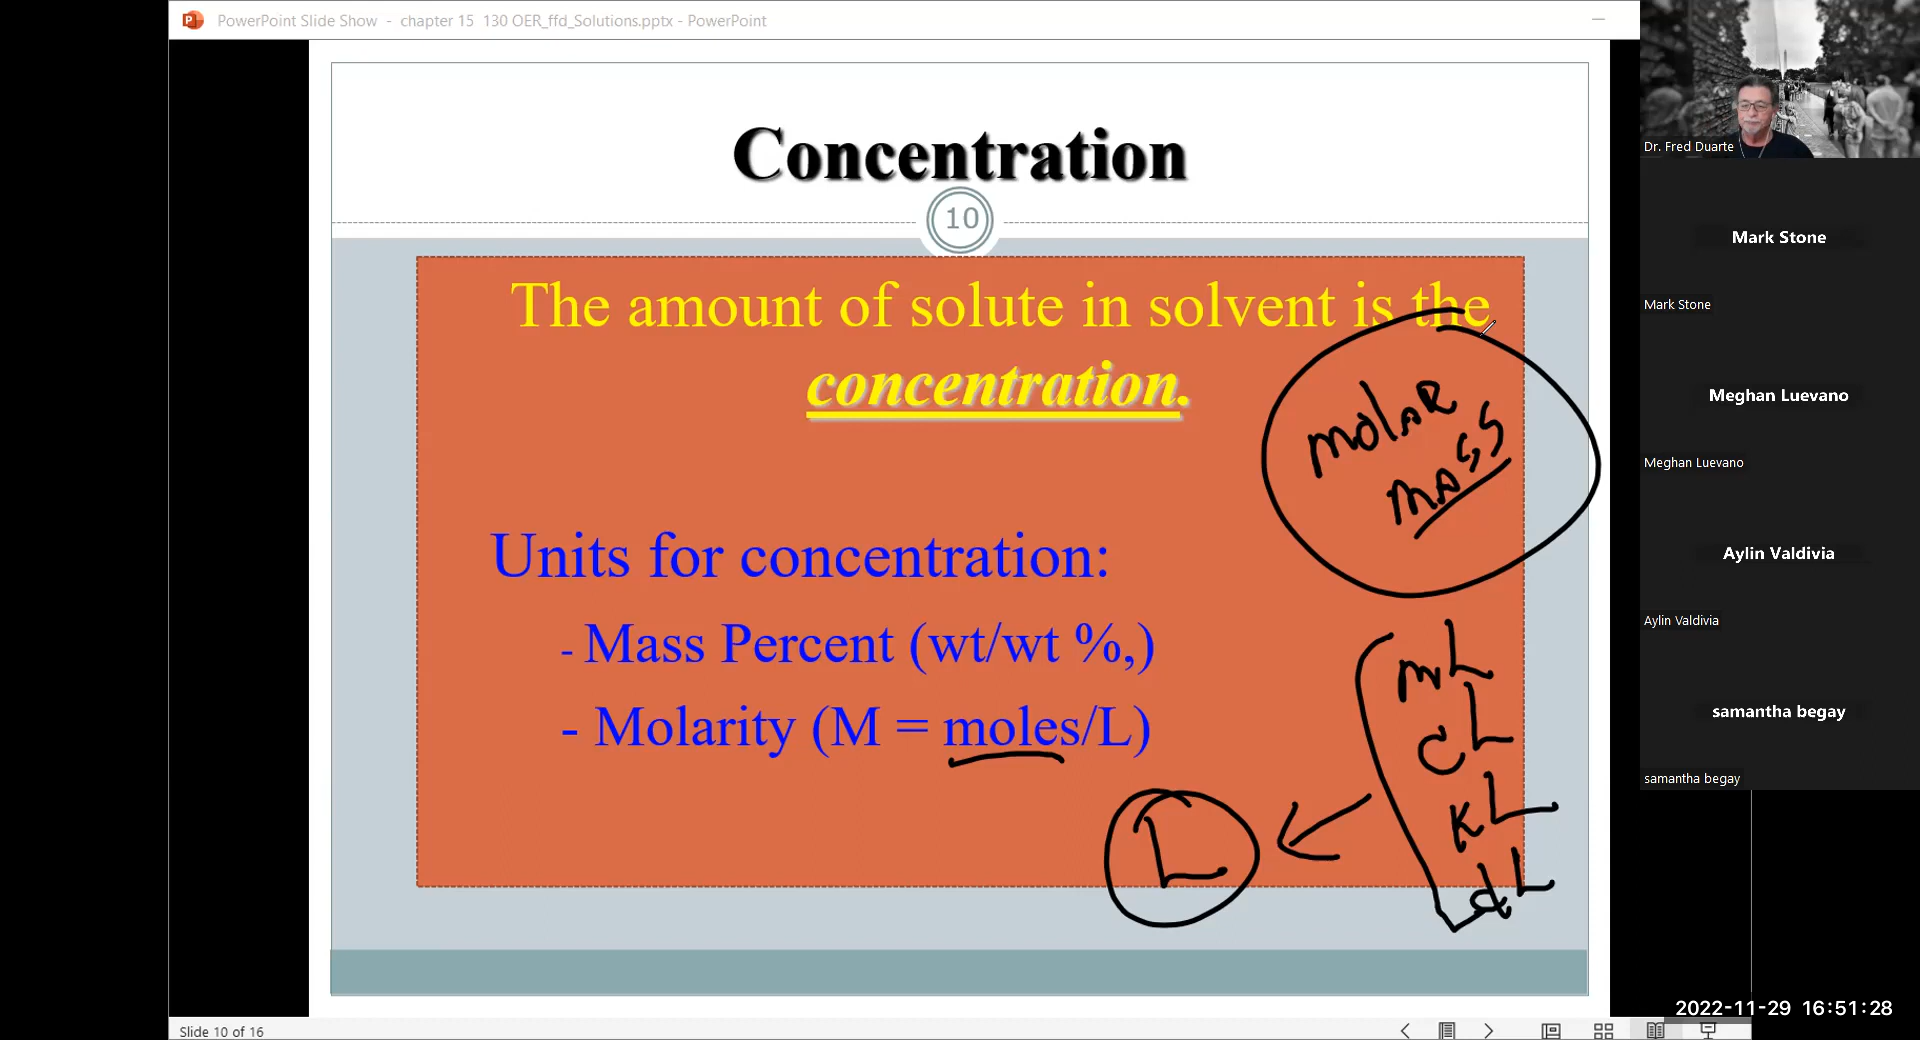 PowerPoint Slide Show - chapter 15 130 OER_ffd_Solutions.pptx - PowerPoint
Concentration
10
The amount of solute in solvent is the
concentration.
MOLAR
MASS
Units for concentration:
- Mass Percent (wt/wt %,)
- Molarity (M = moles/L)
mL
CL
KL
dL
L
Dr. Fred Duarte
Mark Stone
Mark Stone
Meghan Luevano
Meghan Luevano
Aylin Valdivia
Aylin Valdivia
samantha begay
samantha begay
2022-11-29 16:51:28
Slide 10 of 16